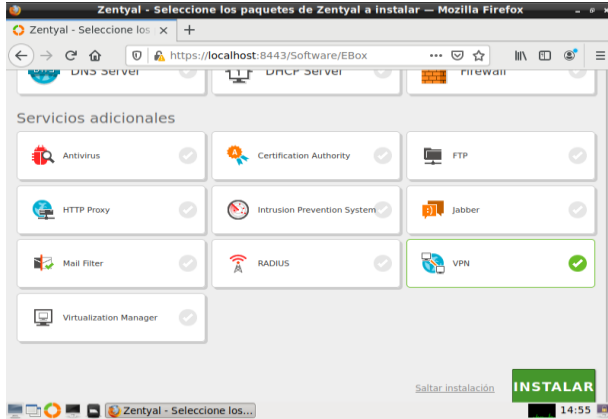 Zentyal - Seleccione los paquetes de Zentyal a instalar — Mozilla Firefox
Zentyal - Seleccione los
https://localhost:8443/Software/EBox
DNS Server
DHCP Server
Firewall
Servicios adicionales
Antivirus
Certification Authority
FTP
HTTP Proxy
Intrusion Prevention System
Jabber
Mail Filter
RADIUS
VPN
Virtualization Manager
Saltar instalación
INSTALAR
Zentyal - Seleccione los...
14:55